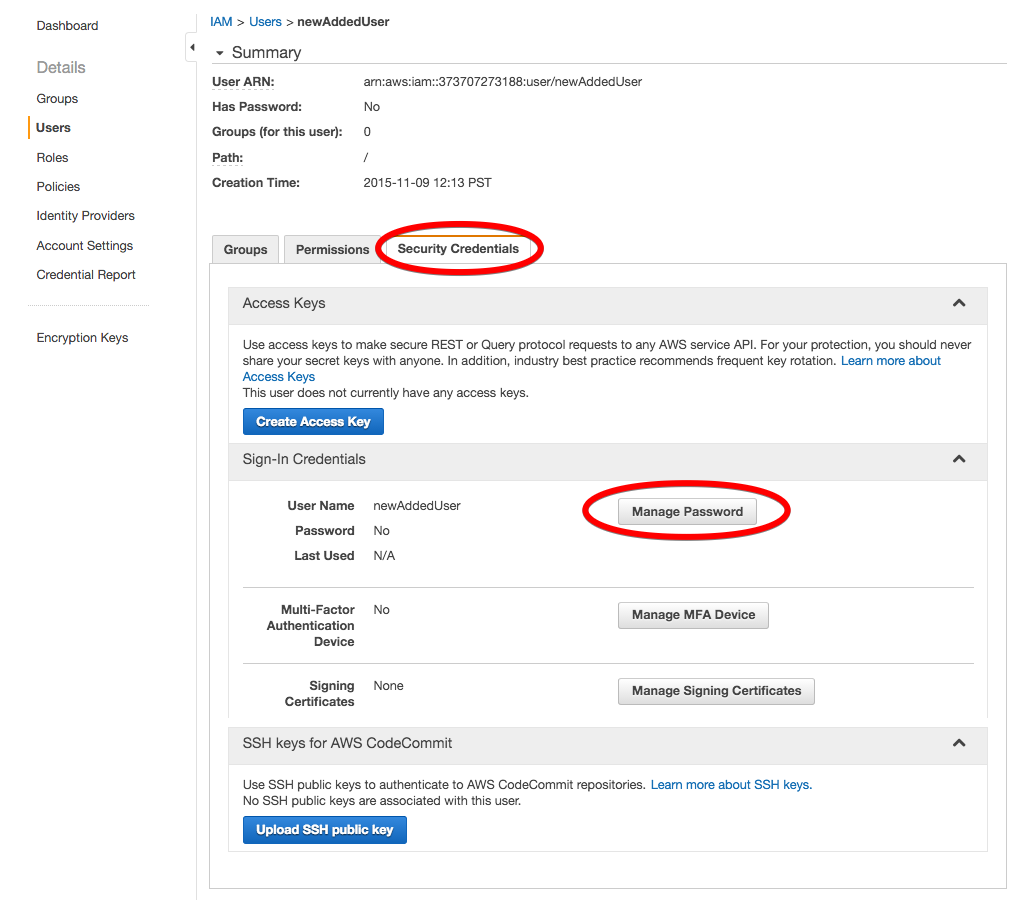 Dashboard
Details
Groups
Users
Roles
Policies
Identity Providers
Account Settings
Credential Report
Encryption Keys
IAM > Users > newAddedUser
Summary
User ARN: arn:aws:iam::373707273188:user/newAddedUser
Has Password: No
Groups (for this user): 0
Path: /
Creation Time: 2015-11-09 12:13 PST
Groups Permissions Security Credentials
Access Keys
Use access keys to make secure REST or Query protocol requests to any AWS service API. For your protection, you should never
share your secret keys with anyone. In addition, industry best practice recommends frequent key rotation. Learn more about
Access Keys
This user does not currently have any access keys.
Create Access Key
Sign-In Credentials
User Name newAddedUser Manage Password
Password No
Last Used N/A
Multi-Factor No Manage MFA Device
Authentication
Device
Signing None Manage Signing Certificates
Certificates
SSH keys for AWS CodeCommit
Use SSH public keys to authenticate to AWS CodeCommit repositories. Learn more about SSH keys.
No SSH public keys are associated with this user.
Upload SSH public key